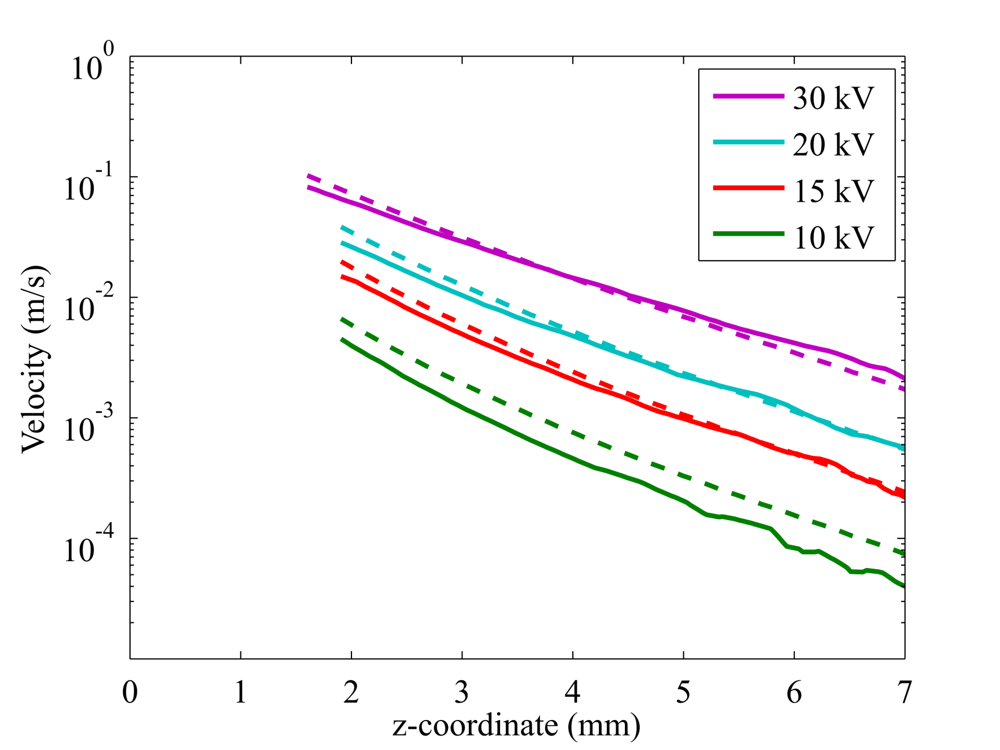 10^0
10^-1
10^-2
10^-3
10^-4
Velocity (m/s)
30 kV
20 kV
15 kV
10 kV
0 1 2 3 4 5 6 7
z-coordinate (mm)